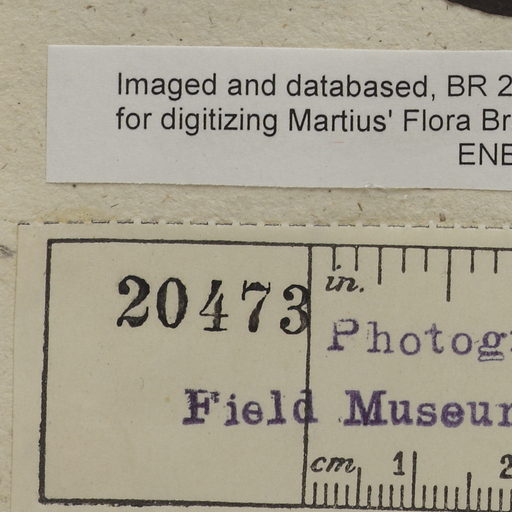 Imaged and databased, BR 2
for digitizing Martius' Flora Br
ENE
20473
in.
Photog
Field Museum
cm 1 2